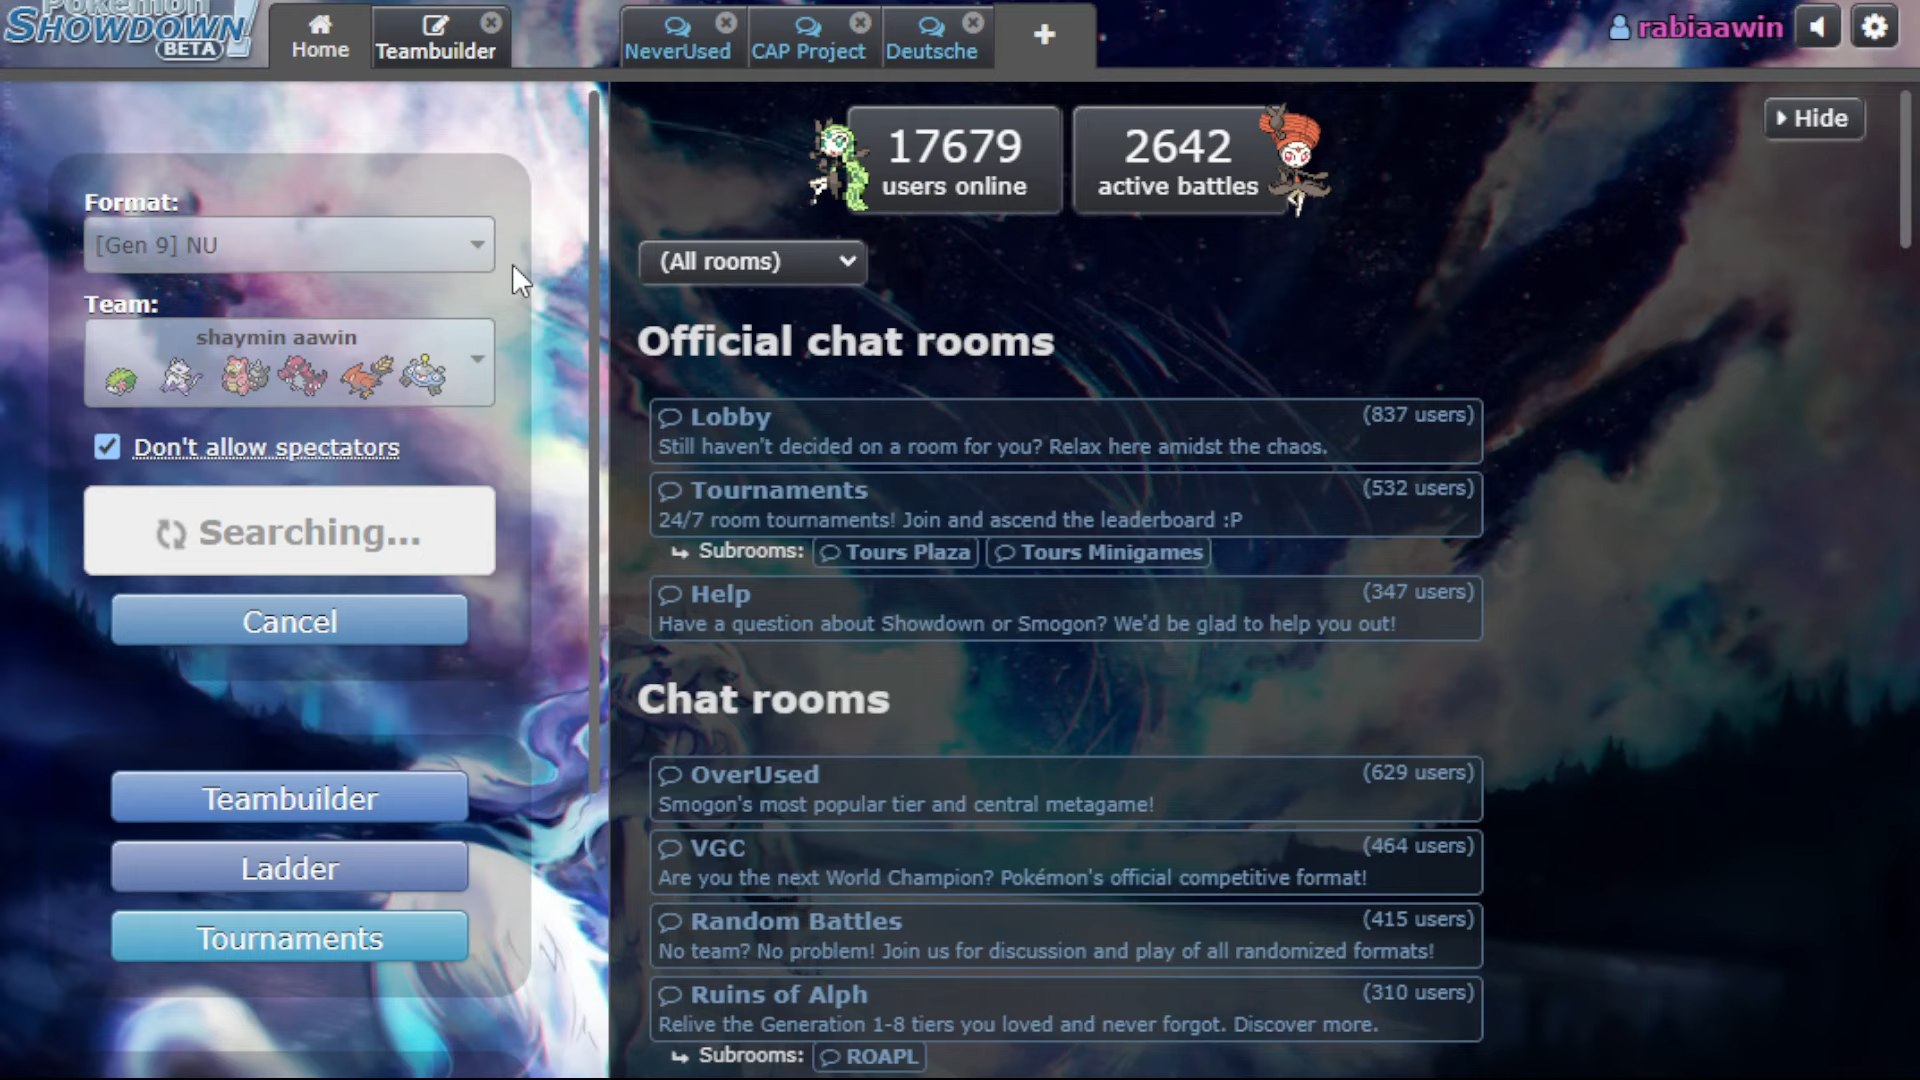 Pokémon
SHOWDOWN!
BETA
Home
Teambuilder
NeverUsed
CAP Project
Deutsche
rabiaawin
Format:
[Gen 9] NU
Team:
shaymin aawin
Don't allow spectators
Searching...
Cancel
Teambuilder
Ladder
Tournaments
17679
users online
2642
active battles
Hide
(All rooms)
Official chat rooms
Lobby (837 users)
Still haven't decided on a room for you? Relax here amidst the chaos.
Tournaments (532 users)
24/7 room tournaments! Join and ascend the leaderboard :P
↳ Subrooms: Tours Plaza Tours Minigames
Help (347 users)
Have a question about Showdown or Smogon? We'd be glad to help you out!
Chat rooms
OverUsed (629 users)
Smogon's most popular tier and central metagame!
VGC (464 users)
Are you the next World Champion? Pokémon's official competitive format!
Random Battles (415 users)
No team? No problem! Join us for discussion and play of all randomized formats!
Ruins of Alph (310 users)
Relive the Generation 1-8 tiers you loved and never forgot. Discover more.
↳ Subrooms: ROAPL